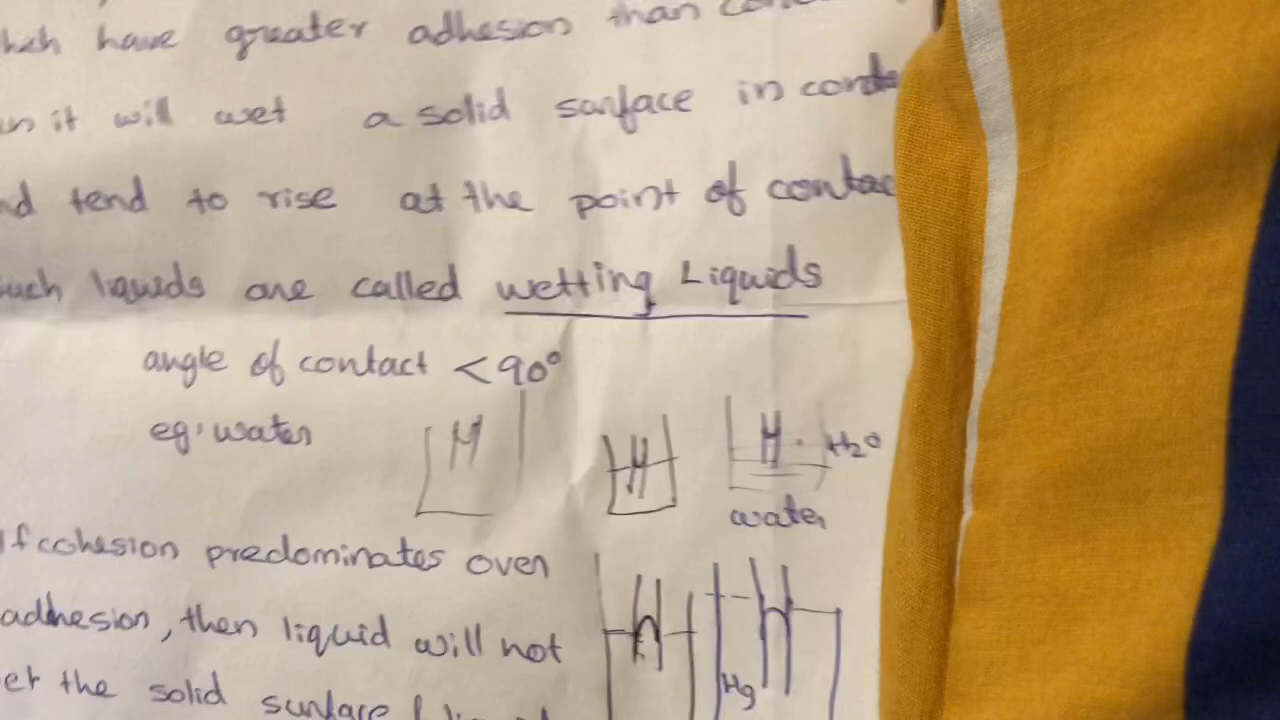 have greater adhesion than
it will wet a solid surface in
tend to rise at the point of
liquids are called wetting Liquids
angle of contact < 90°
eg: water
H2O
water
If cohesion predominates over
adhesion, then liquid will not
the solid surface
Hg